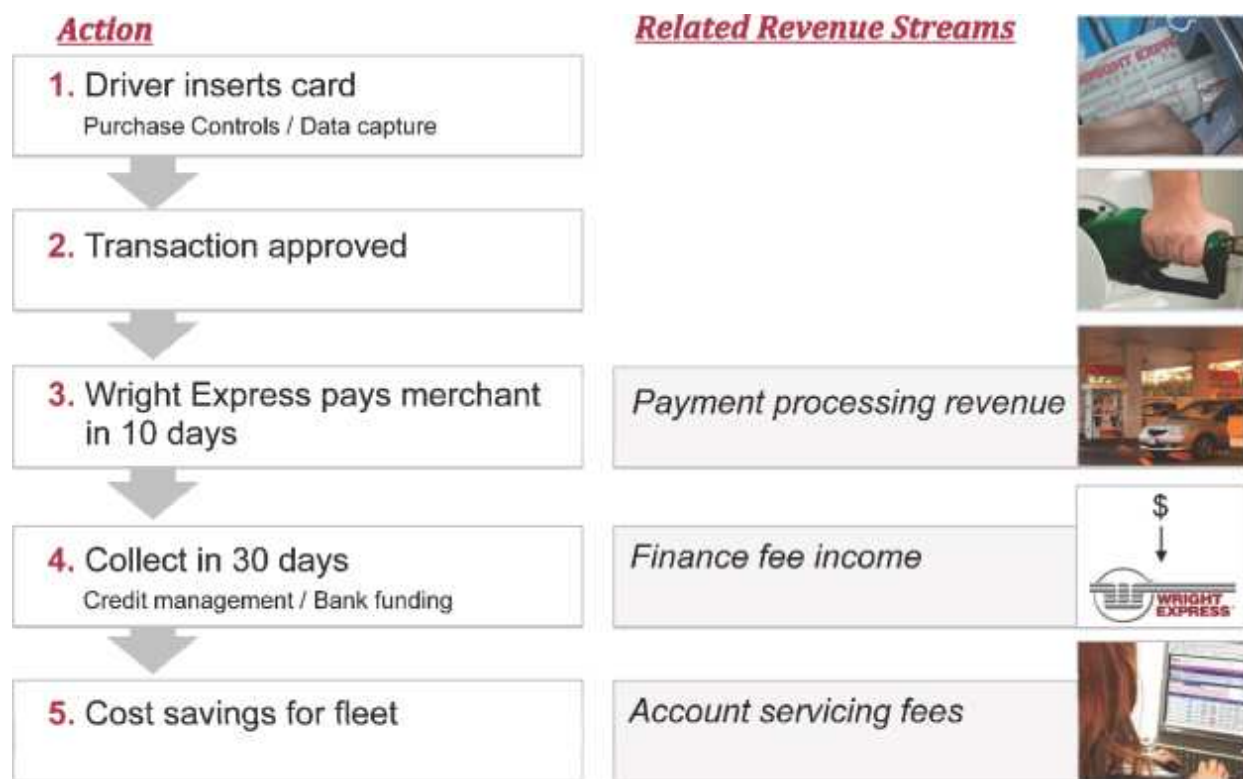 Action
Related Revenue Streams
1. Driver inserts card
Purchase Controls / Data capture
WRIGHT EXPR
2. Transaction approved
3. Wright Express pays merchant
in 10 days
Payment processing revenue
4. Collect in 30 days
Credit management / Bank funding
Finance fee income
$
WRIGHT
EXPRESS
5. Cost savings for fleet
Account servicing fees